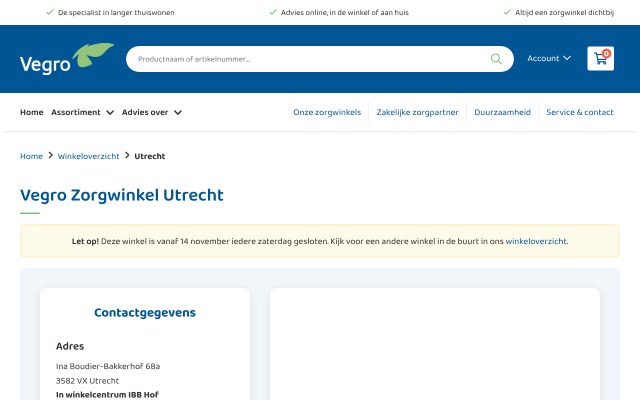 De specialist in langer thuiswonen
Advies online, in de winkel of aan huis
Altijd een zorgwinkel dichtbij
Vegro
Productnaam of artikelnummer...
Account
0
Home
Assortiment
Advies over
Onze zorgwinkels
Zakelijke zorgpartner
Duurzaamheid
Service & contact
Home
Winkeloverzicht
Utrecht
Vegro Zorgwinkel Utrecht
Let op! Deze winkel is vanaf 14 november iedere zaterdag gesloten. Kijk voor een andere winkel in de buurt in ons winkeloverzicht.
Contactgegevens
Adres
Ina Boudier-Bakkerhof 68a
3582 VX Utrecht
In winkelcentrum IBB Hof